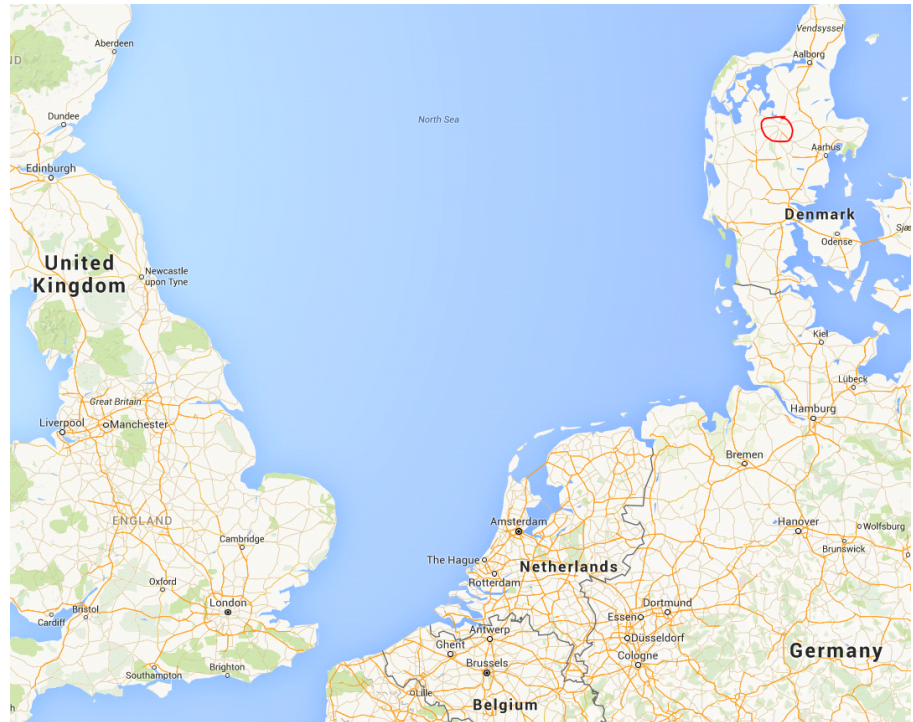 Vendsyssel
Aberdeen
Aalborg
ND
Dundee
North Sea
Aarhus
Edinburgh
Denmark
Odense
Sjæ
United
Kingdom
Newcastle
upon Tyne
Kiel
Lübeck
Great Britain
Hamburg
Liverpool
Manchester
Bremen
ENGLAND
Amsterdam
Hanover
Wolfsburg
Cambridge
Brunswick
The Hague
Netherlands
Oxford
Rotterdam
London
Dortmund
Bristol
Essen
Cardiff
Antwerp
Düsseldorf
Ghent
Germany
Brighton
Cologne
Southampton
Brussels
Lille
Belgium